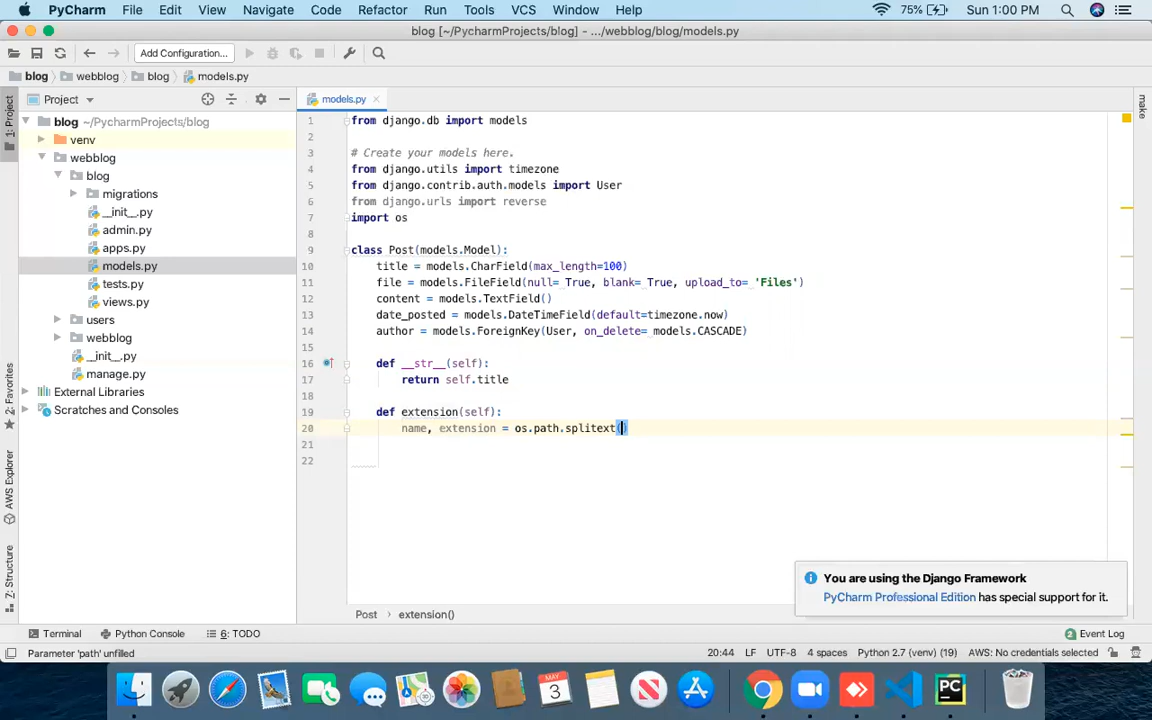 PyCharm File Edit View Navigate Code Refactor Run Tools VCS Window Help 75% Sun 1:00 PM
blog [~/PycharmProjects/blog] - .../webblog/blog/models.py
Add Configuration...
blog webblog blog models.py
Project models.py
blog ~/PycharmProjects/blog
venv
webblog
blog
migrations
__init__.py
admin.py
apps.py
models.py
tests.py
views.py
users
webblog
__init__.py
manage.py
External Libraries
Scratches and Consoles
1: Project
2: Favorites
AWS Explorer
Z: Structure
make
1 from django.db import models
2
3 # Create your models here.
4 from django.utils import timezone
5 from django.contrib.auth.models import User
6 from django.urls import reverse
7 import os
8
9 class Post(models.Model):
10 title = models.CharField(max_length=100)
11 file = models.FileField(null= True, blank= True, upload_to= 'Files')
12 content = models.TextField()
13 date_posted = models.DateTimeField(default=timezone.now)
14 author = models.ForeignKey(User, on_delete= models.CASCADE)
15
16 def __str__(self):
17 return self.title
18
19 def extension(self):
20 name, extension = os.path.splitext()
21
22
You are using the Django Framework
PyCharm Professional Edition has special support for it.
Post extension()
Terminal Python Console 6: TODO Event Log
Parameter 'path' unfilled 20:44 LF UTF-8 4 spaces Python 2.7 (venv) (19) AWS: No credentials selected
MAY
3
PC